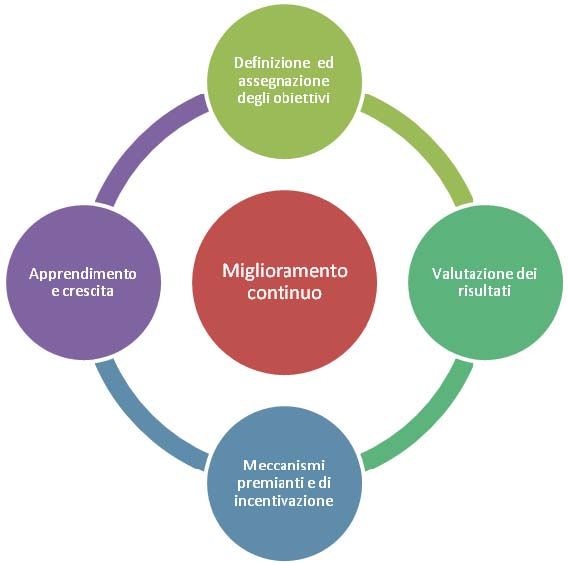 Definizione ed
assegnazione
degli obiettivi
Apprendimento
e crescita
Miglioramento
continuo
Valutazione dei
risultati
Meccanismi
premianti e di
incentivazione